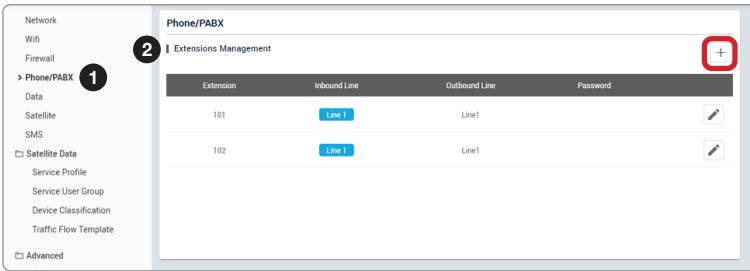 Network
Wifi
Firewall
> Phone/PABX 1
Data
Satellite
SMS
Satellite Data
Service Profile
Service User Group
Device Classification
Traffic Flow Template
Advanced
Phone/PABX
2 Extensions Management +
Extension Inbound Line Outbound Line Password
101 Line 1 Line1
102 Line 1 Line1